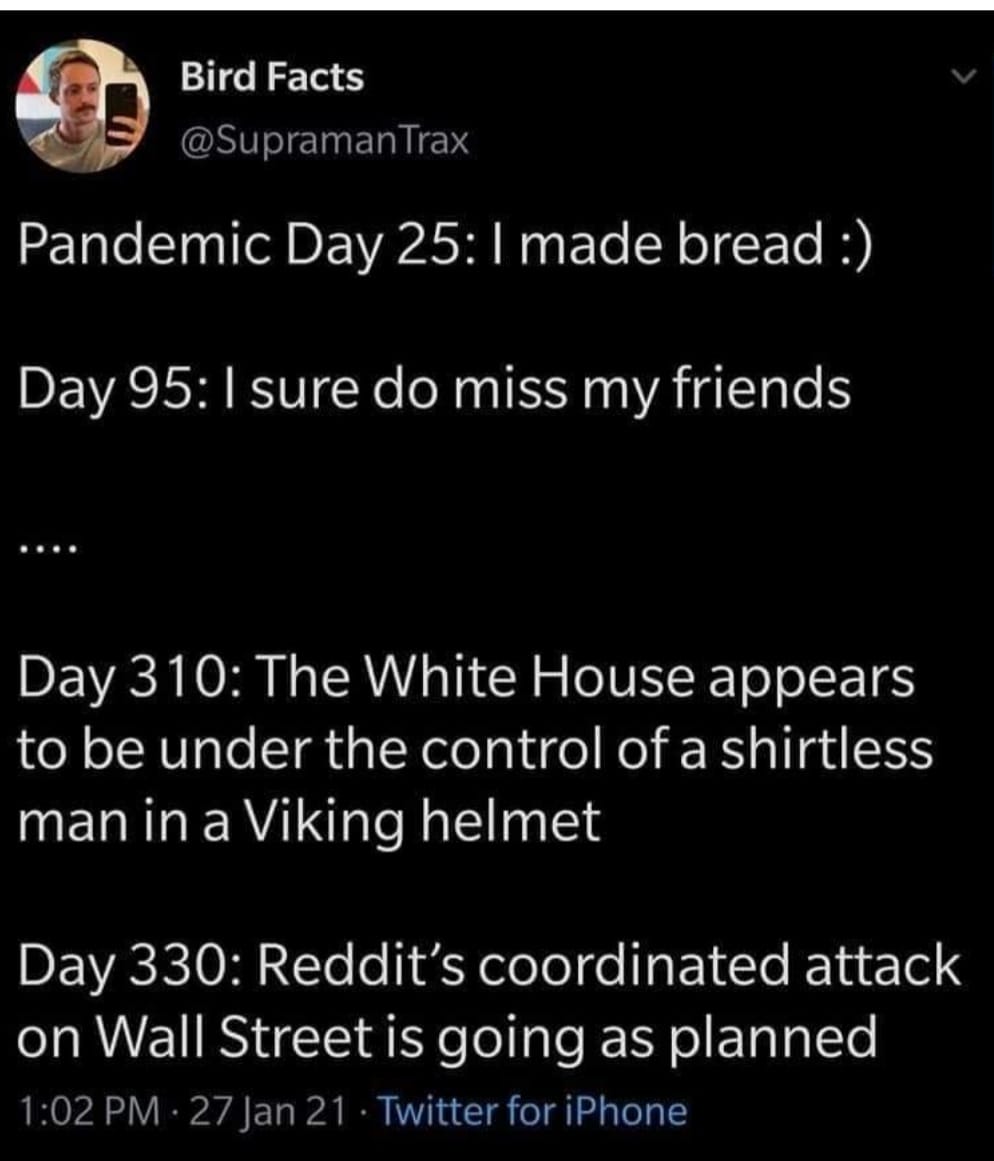 Bird Facts
@SupramanTrax
Pandemic Day 25: I made bread :)
Day 95: I sure do miss my friends
....
Day 310: The White House appears
to be under the control of a shirtless
man in a Viking helmet
Day 330: Reddit’s coordinated attack
on Wall Street is going as planned
1:02 PM · 27 Jan 21 · Twitter for iPhone